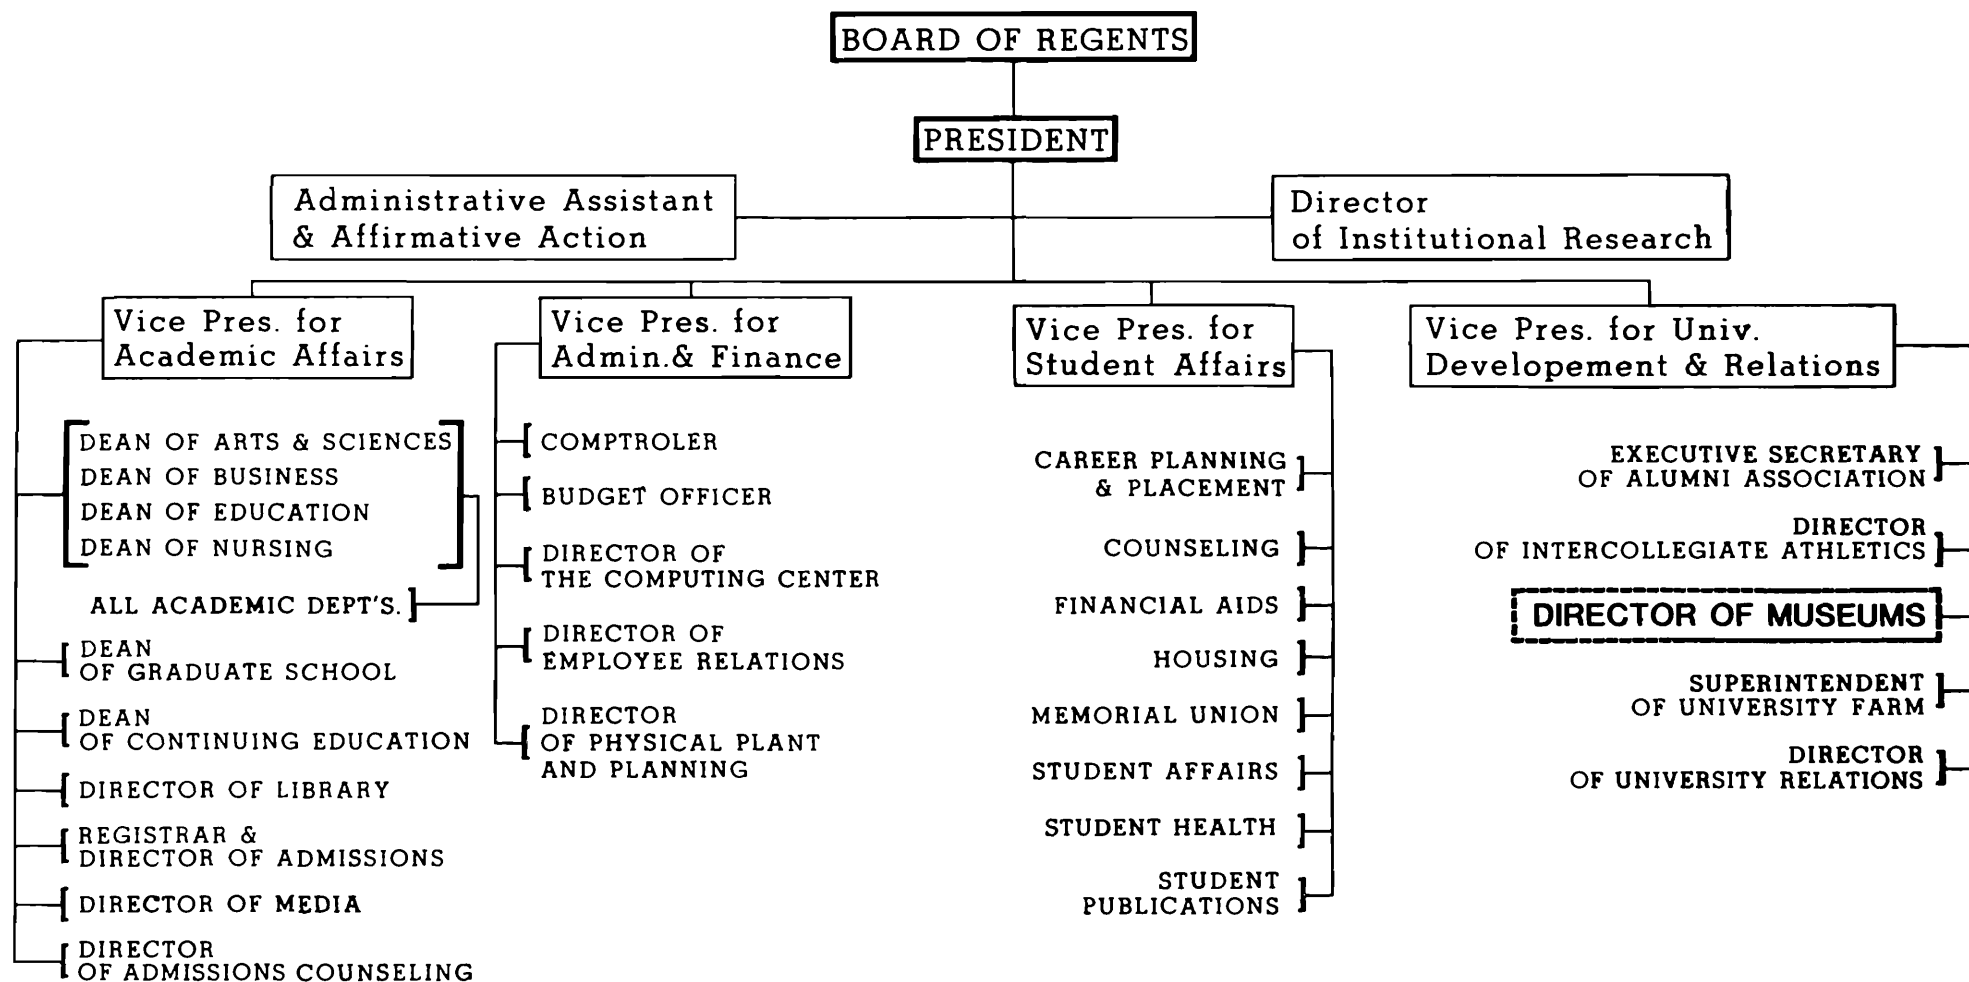 BOARD OF REGENTS
PRESIDENT
Administrative Assistant
& Affirmative Action
Director
of Institutional Research
Vice Pres. for
Academic Affairs
DEAN OF ARTS & SCIENCES
DEAN OF BUSINESS
DEAN OF EDUCATION
DEAN OF NURSING
ALL ACADEMIC DEPT'S.
DEAN
OF GRADUATE SCHOOL
DEAN
OF CONTINUING EDUCATION
DIRECTOR OF LIBRARY
REGISTRAR &
DIRECTOR OF ADMISSIONS
DIRECTOR OF MEDIA
DIRECTOR
OF ADMISSIONS COUNSELING
Vice Pres. for
Admin.& Finance
COMPTROLER
BUDGET OFFICER
DIRECTOR OF
THE COMPUTING CENTER
DIRECTOR OF
EMPLOYEE RELATIONS
DIRECTOR
OF PHYSICAL PLANT
AND PLANNING
Vice Pres. for
Student Affairs
CAREER PLANNING
& PLACEMENT
COUNSELING
FINANCIAL AIDS
HOUSING
MEMORIAL UNION
STUDENT AFFAIRS
STUDENT HEALTH
STUDENT
PUBLICATIONS
Vice Pres. for Univ.
Developement & Relations
EXECUTIVE SECRETARY
OF ALUMNI ASSOCIATION
DIRECTOR
OF INTERCOLLEGIATE ATHLETICS
DIRECTOR OF MUSEUMS
SUPERINTENDENT
OF UNIVERSITY FARM
DIRECTOR
OF UNIVERSITY RELATIONS